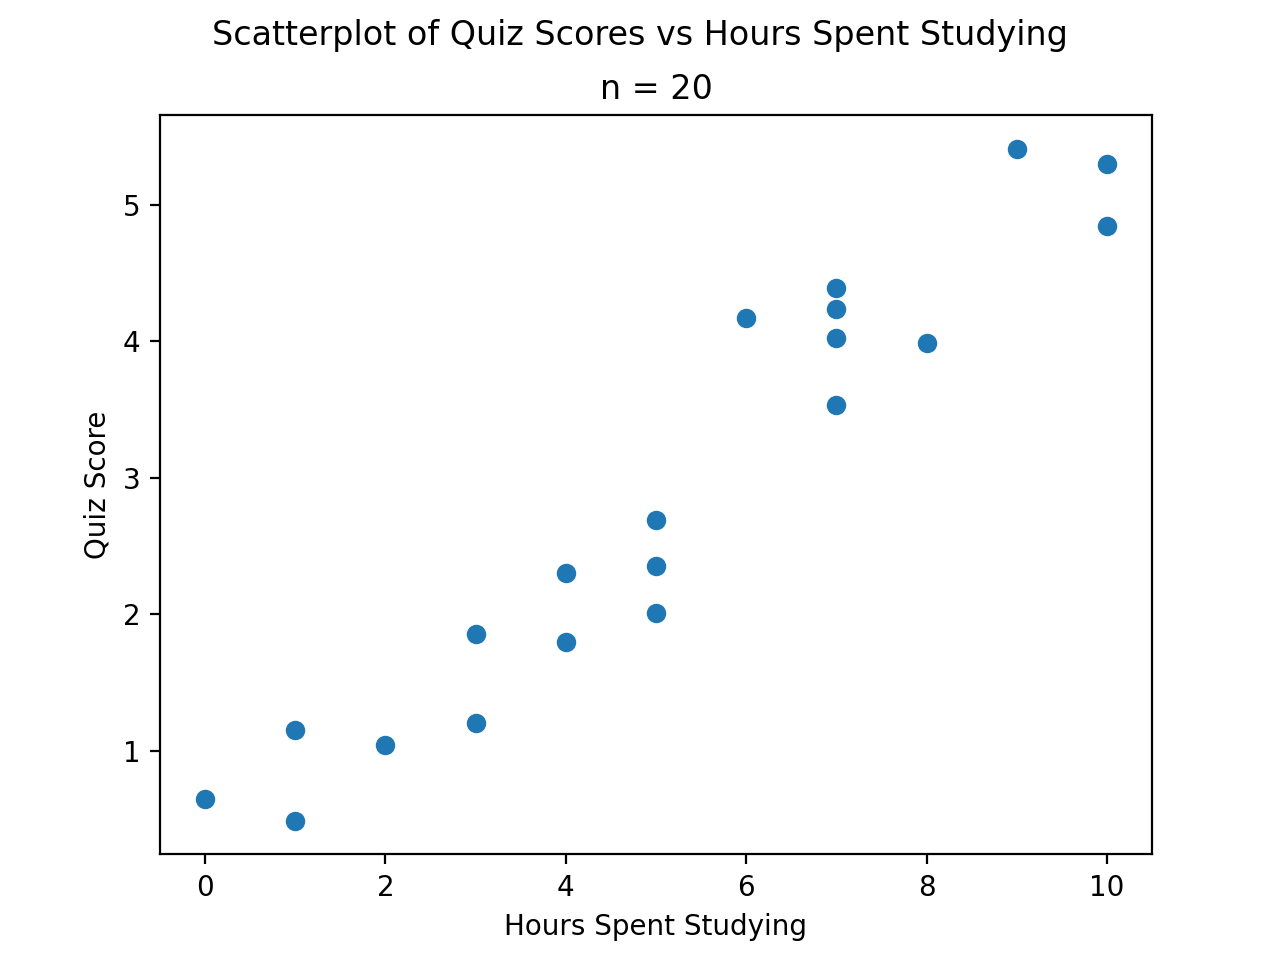 Scatterplot of Quiz Scores vs Hours Spent Studying
n = 20
Quiz Score
5
4
3
2
1
0 2 4 6 8 10
Hours Spent Studying